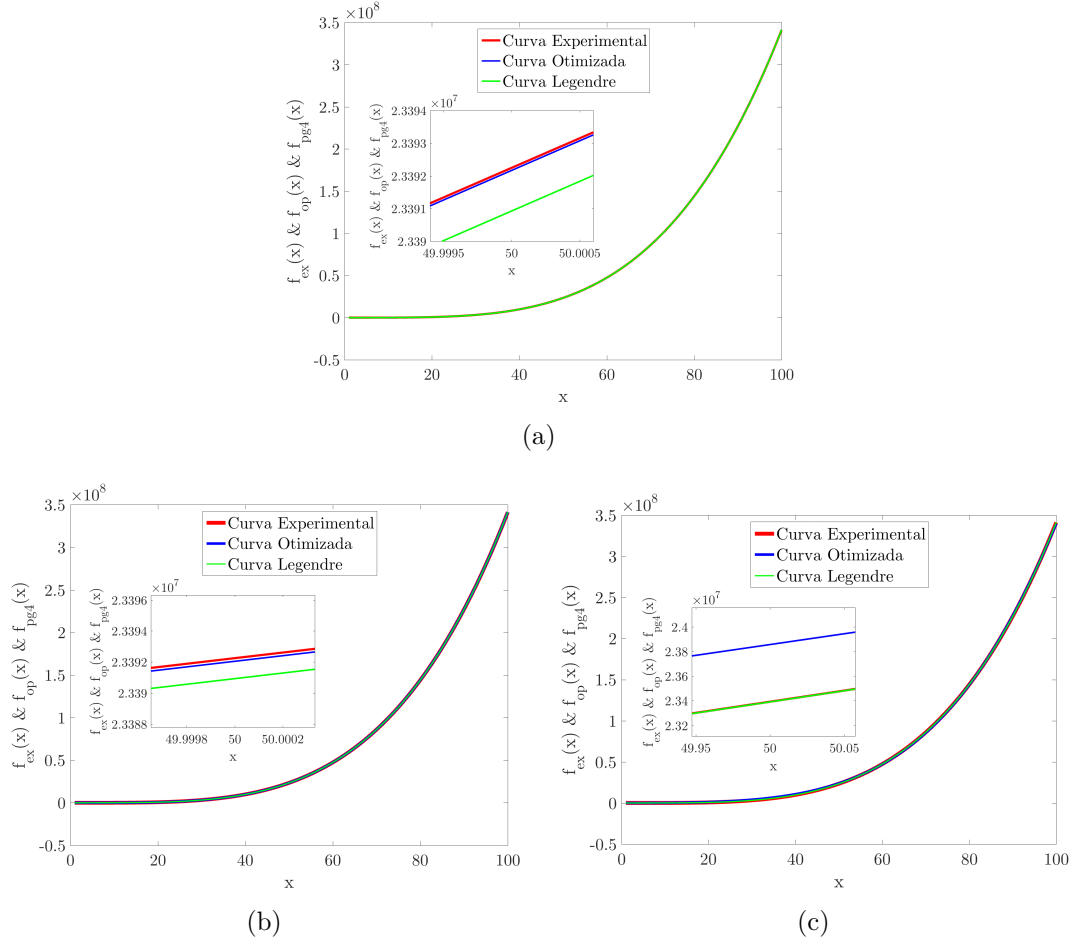 ×10^8
3.5
3
2.5
2
1.5
1
0.5
0
-0.5
f_ex(x) & f_op(x) & f_pg4(x)
Curva Experimental
Curva Otimizada
Curva Legendre
×10^7
2.3394
2.3393
2.3392
2.3391
2.339
f_ex(x) & f_op(x) & f_pg4(x)
49.9995 50 50.0005
x
0 20 40 60 80 100
x
(a)
×10^8
3.5
3
2.5
2
1.5
1
0.5
0
-0.5
f_ex(x) & f_op(x) & f_pg4(x)
Curva Experimental
Curva Otimizada
Curva Legendre
×10^7
2.3396
2.3394
2.3392
2.339
2.3388
f_ex(x) & f_op(x) & f_pg4(x)
49.9998 50 50.0002
x
0 20 40 60 80 100
x
(b)
×10^8
3.5
3
2.5
2
1.5
1
0.5
0
-0.5
f_ex(x) & f_op(x) & f_pg4(x)
Curva Experimental
Curva Otimizada
Curva Legendre
×10^7
2.4
2.38
2.36
2.34
2.32
f_ex(x) & f_op(x) & f_pg4(x)
49.95 50 50.05
x
0 20 40 60 80 100
x
(c)